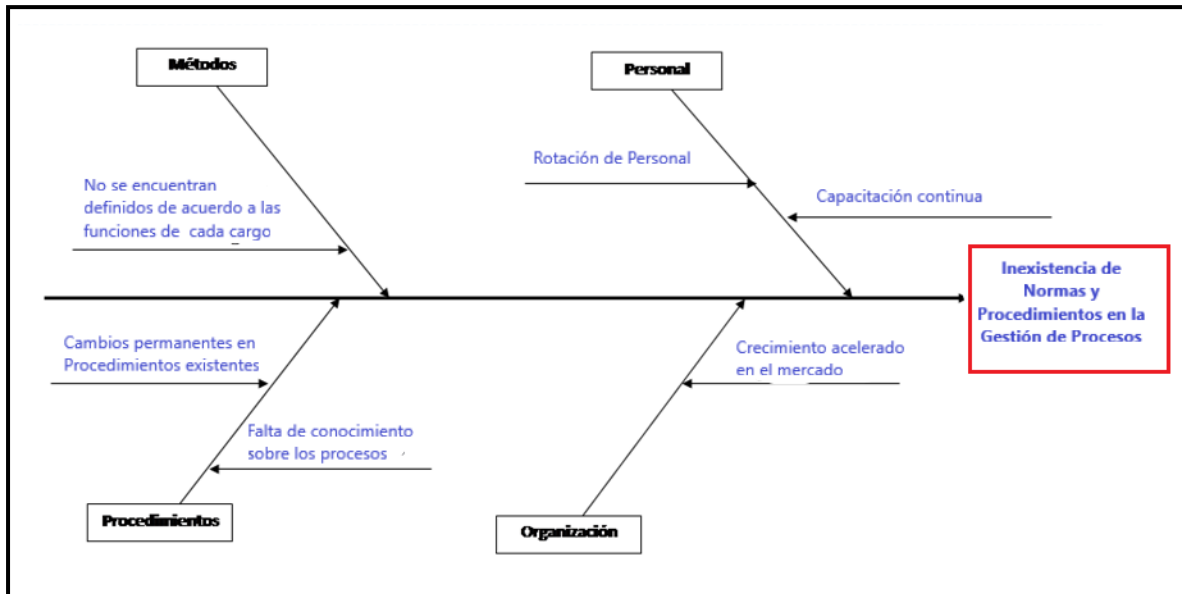 Métodos
Personal
Rotación de Personal
No se encuentran
definidos de acuerdo a las
funciones de cada cargo
Capacitación continua
Inexistencia de
Normas y
Procedimientos en la
Gestión de Procesos
Cambios permanentes en
Procedimientos existentes
Crecimiento acelerado
en el mercado
Falta de conocimiento
sobre los procesos
Procedimientos
Organización